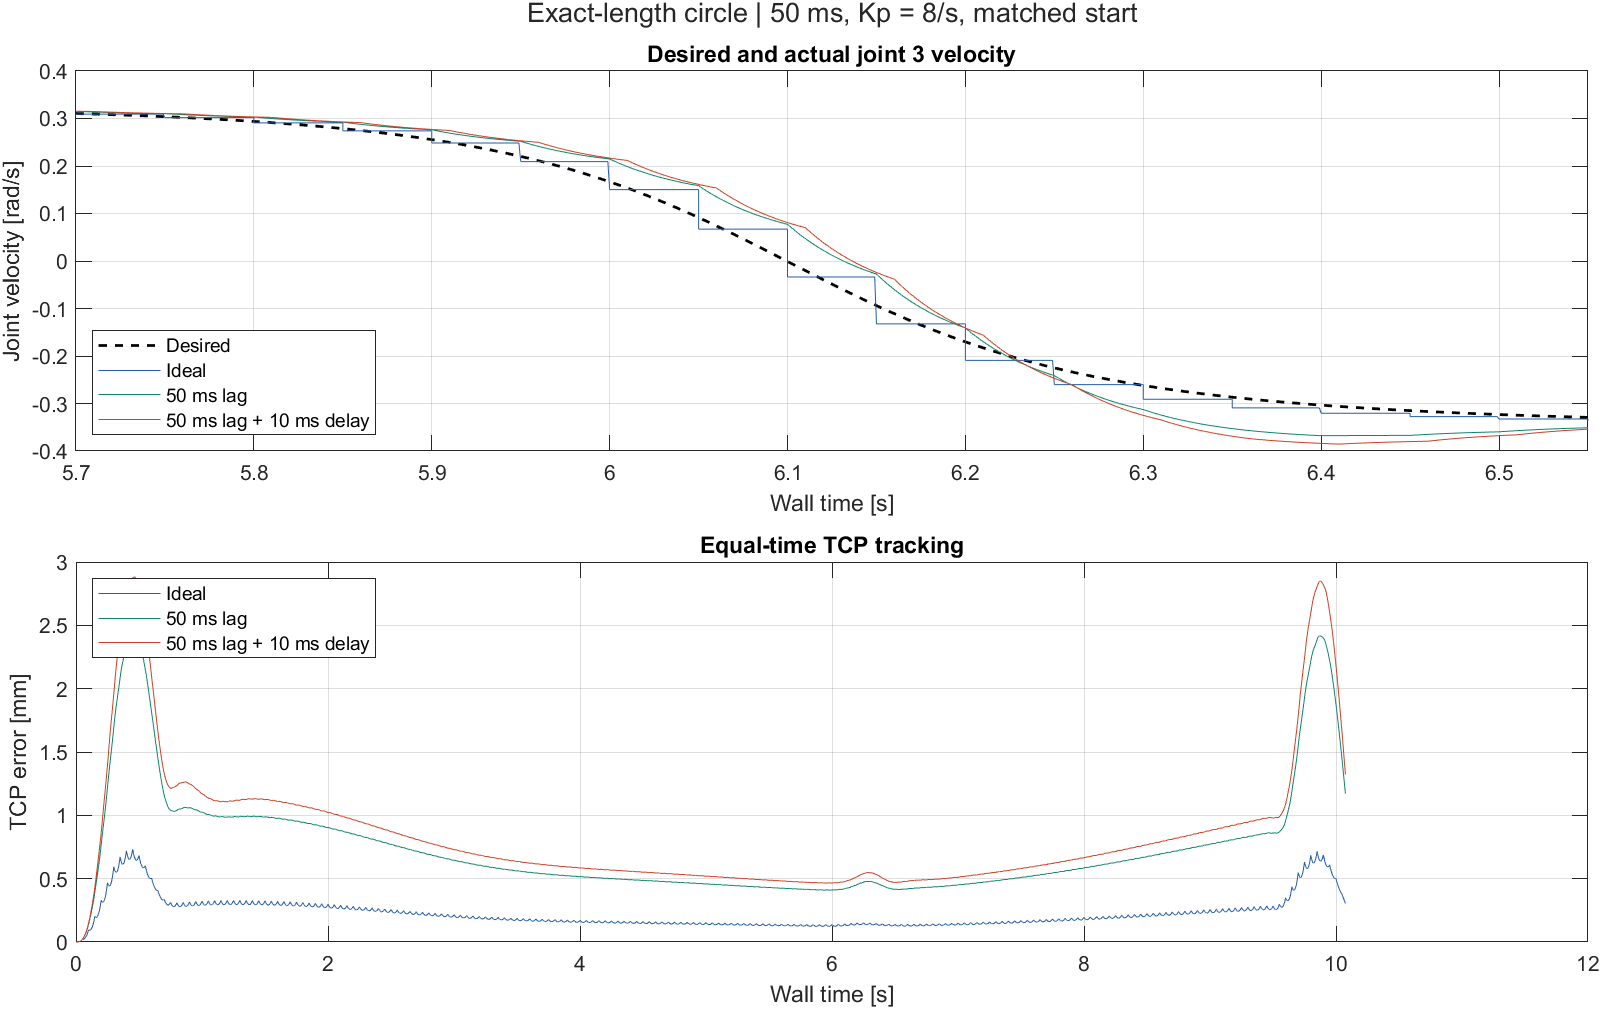 Exact-length circle | 50 ms, Kp = 8/s, matched start
Desired and actual joint 3 velocity
0.4
0.3
0.2
0.1
0
-0.1
-0.2
-0.3
-0.4
Joint velocity [rad/s]
Desired
Ideal
50 ms lag
50 ms lag + 10 ms delay
5.7 5.8 5.9 6 6.1 6.2 6.3 6.4 6.5
Wall time [s]
Equal-time TCP tracking
3
2.5
2
1.5
1
0.5
0
TCP error [mm]
Ideal
50 ms lag
50 ms lag + 10 ms delay
0 2 4 6 8 10 12
Wall time [s]